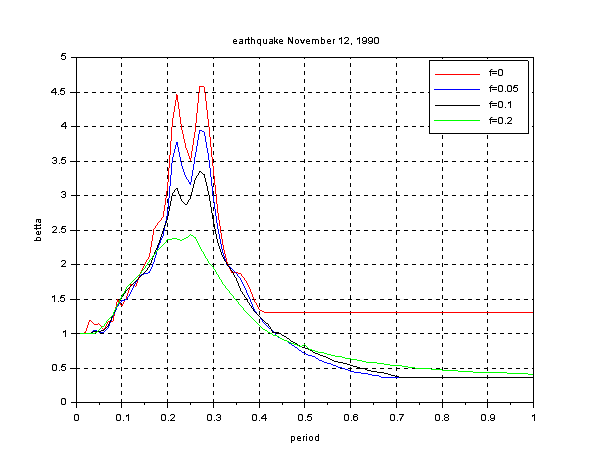 earthquake November 12, 1990
5
4.5
4
3.5
3
2.5
2
1.5
1
0.5
0
betta
f=0
f=0.05
f=0.1
f=0.2
0 0.1 0.2 0.3 0.4 0.5 0.6 0.7 0.8 0.9 1
period